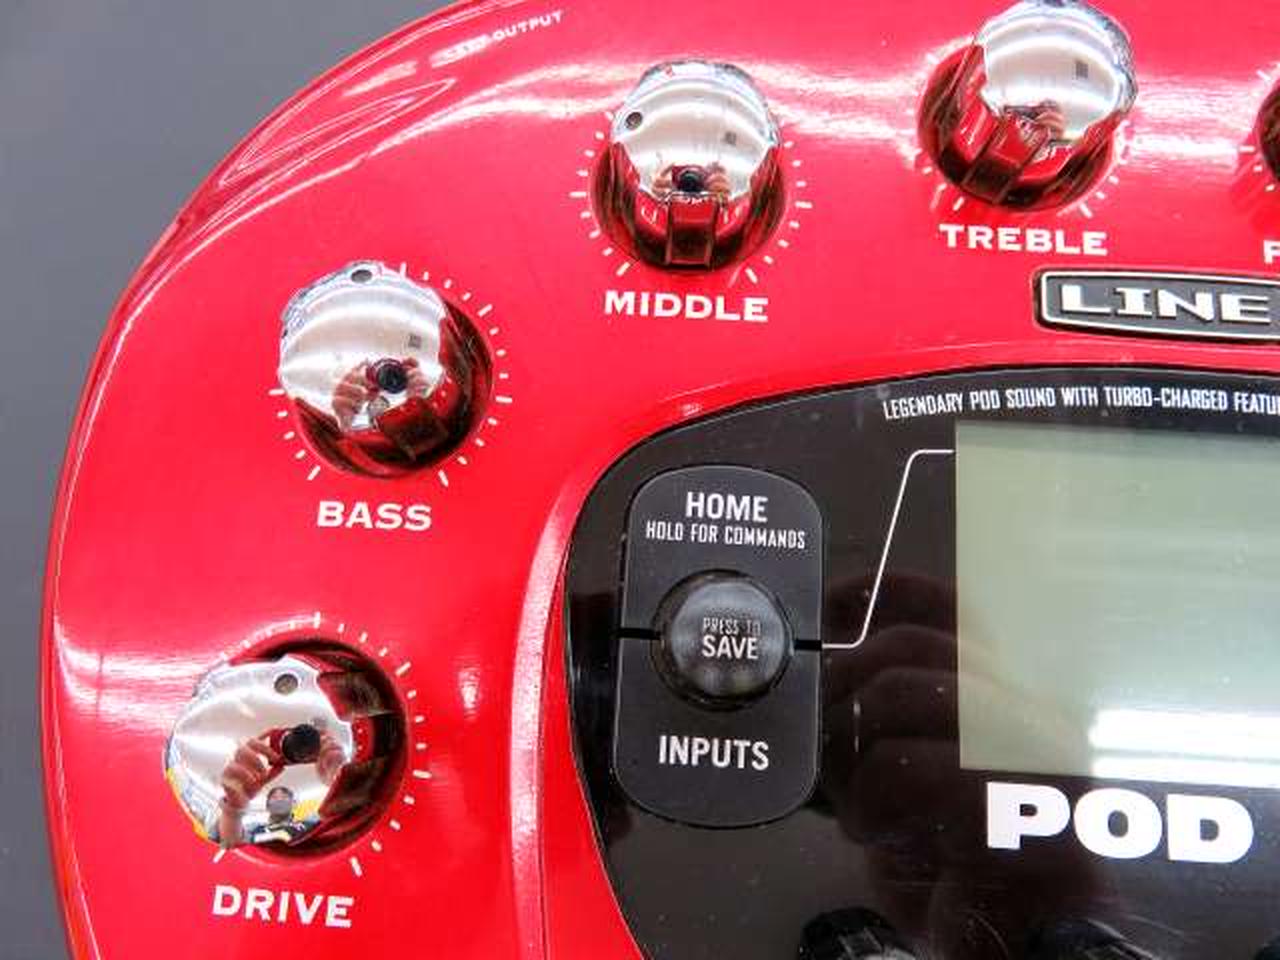 OUTPUT
TREBLE
MIDDLE
LINE
LEGENDARY POD SOUND WITH TURBO-CHARGED
BASS
HOME
HOLD FOR COMMANDS
PRESS TO
SAVE
INPUTS
POD
DRIVE